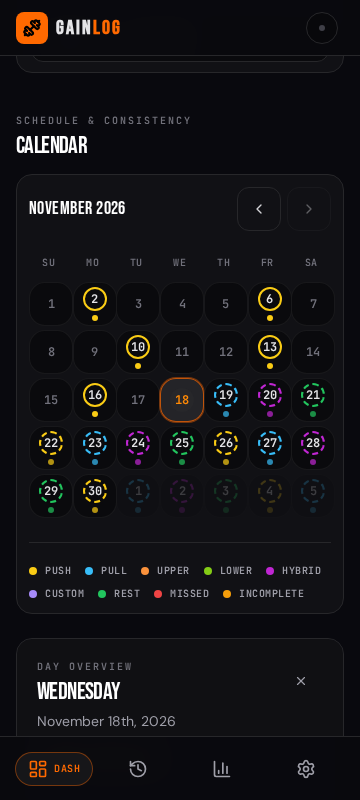 GAINLOG
SCHEDULE & CONSISTENCY
CALENDAR
NOVEMBER 2026
SU MO TU WE TH FR SA
1 2 3 4 5 6 7
8 9 10 11 12 13 14
15 16 17 18 19 20 21
22 23 24 25 26 27 28
29 30 1 2 3 4 5
PUSH PULL UPPER LOWER HYBRID
CUSTOM REST MISSED INCOMPLETE
DAY OVERVIEW
WEDNESDAY
November 18th, 2026
DASH